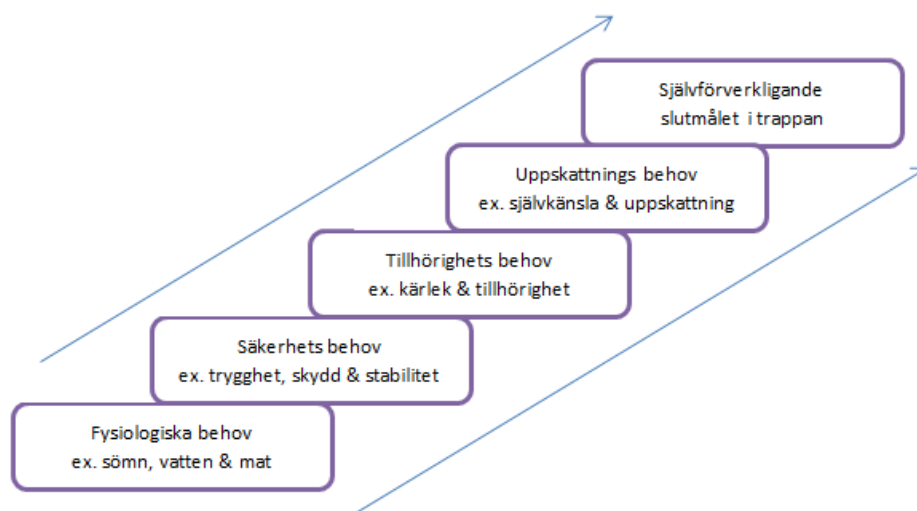 Självförverkligande
slutmålet i trappan
Uppskattnings behov
ex. självkänsla & uppskattning
Tillhörighets behov
ex. kärlek & tillhörighet
Säkerhets behov
ex. trygghet, skydd & stabilitet
Fysiologiska behov
ex. sömn, vatten & mat